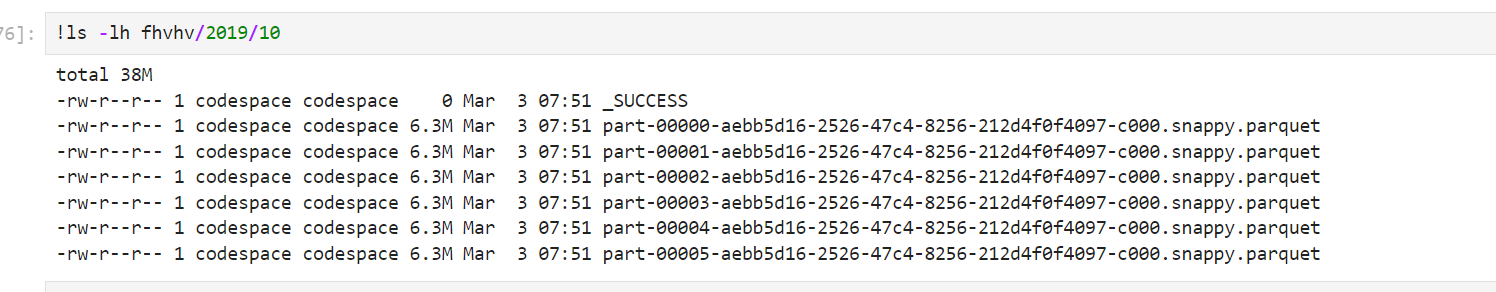 76]: !ls -lh fhvhv/2019/10
total 38M
-rw-r--r-- 1 codespace codespace    0 Mar  3 07:51 _SUCCESS
-rw-r--r-- 1 codespace codespace 6.3M Mar  3 07:51 part-00000-aebb5d16-2526-47c4-8256-212d4f0f4097-c000.snappy.parquet
-rw-r--r-- 1 codespace codespace 6.3M Mar  3 07:51 part-00001-aebb5d16-2526-47c4-8256-212d4f0f4097-c000.snappy.parquet
-rw-r--r-- 1 codespace codespace 6.3M Mar  3 07:51 part-00002-aebb5d16-2526-47c4-8256-212d4f0f4097-c000.snappy.parquet
-rw-r--r-- 1 codespace codespace 6.3M Mar  3 07:51 part-00003-aebb5d16-2526-47c4-8256-212d4f0f4097-c000.snappy.parquet
-rw-r--r-- 1 codespace codespace 6.3M Mar  3 07:51 part-00004-aebb5d16-2526-47c4-8256-212d4f0f4097-c000.snappy.parquet
-rw-r--r-- 1 codespace codespace 6.3M Mar  3 07:51 part-00005-aebb5d16-2526-47c4-8256-212d4f0f4097-c000.snappy.parquet